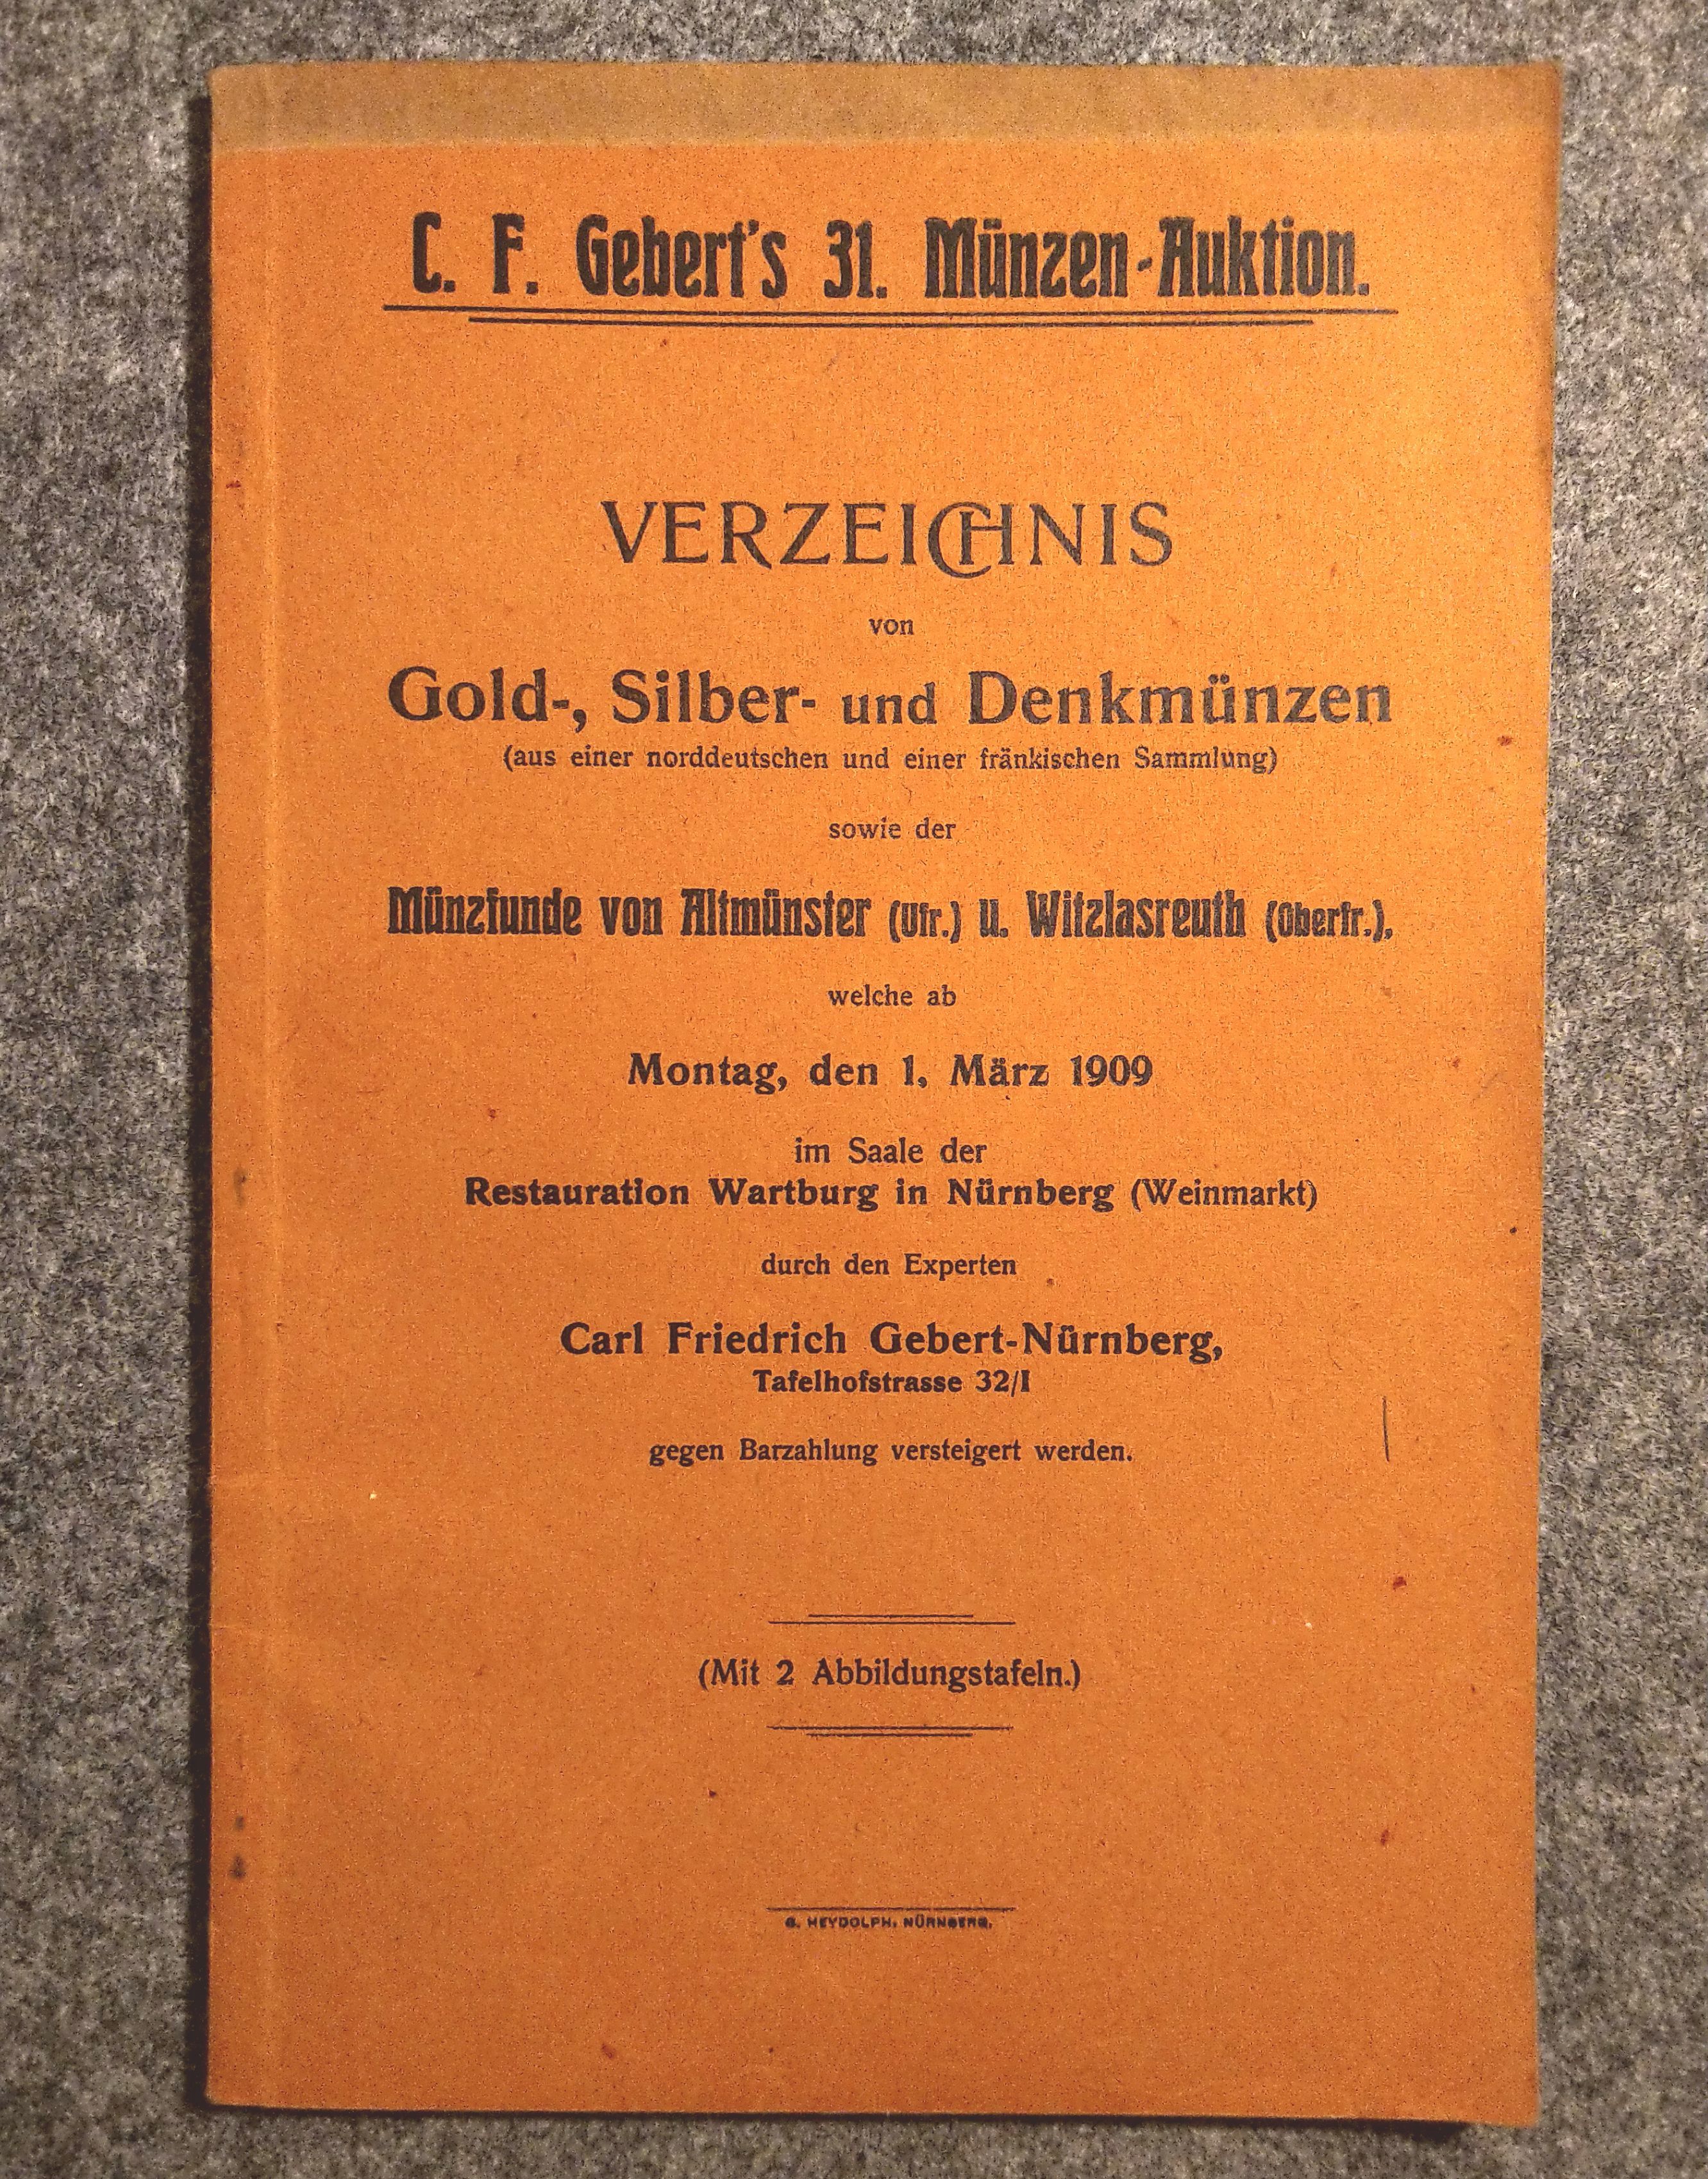 C. F. Gebert's 31. Münzen-Auktion.
VERZEICHNIS
von
Gold-, Silber- und Denkmünzen
(aus einer norddeutschen und einer fränkischen Sammlung)
sowie der
Münzfunde von Altmünster (Ufr.) u. Witzlasreuth (Oberfr.),
welche ab
Montag, den 1. März 1909
im Saale der
Restauration Wartburg in Nürnberg (Weinmarkt)
durch den Experten
Carl Friedrich Gebert-Nürnberg,
Tafelhofstrasse 32/I
gegen Barzahlung versteigert werden.
(Mit 2 Abbildungstafeln.)
G. HEYDOLPH, NÜRNBERG.